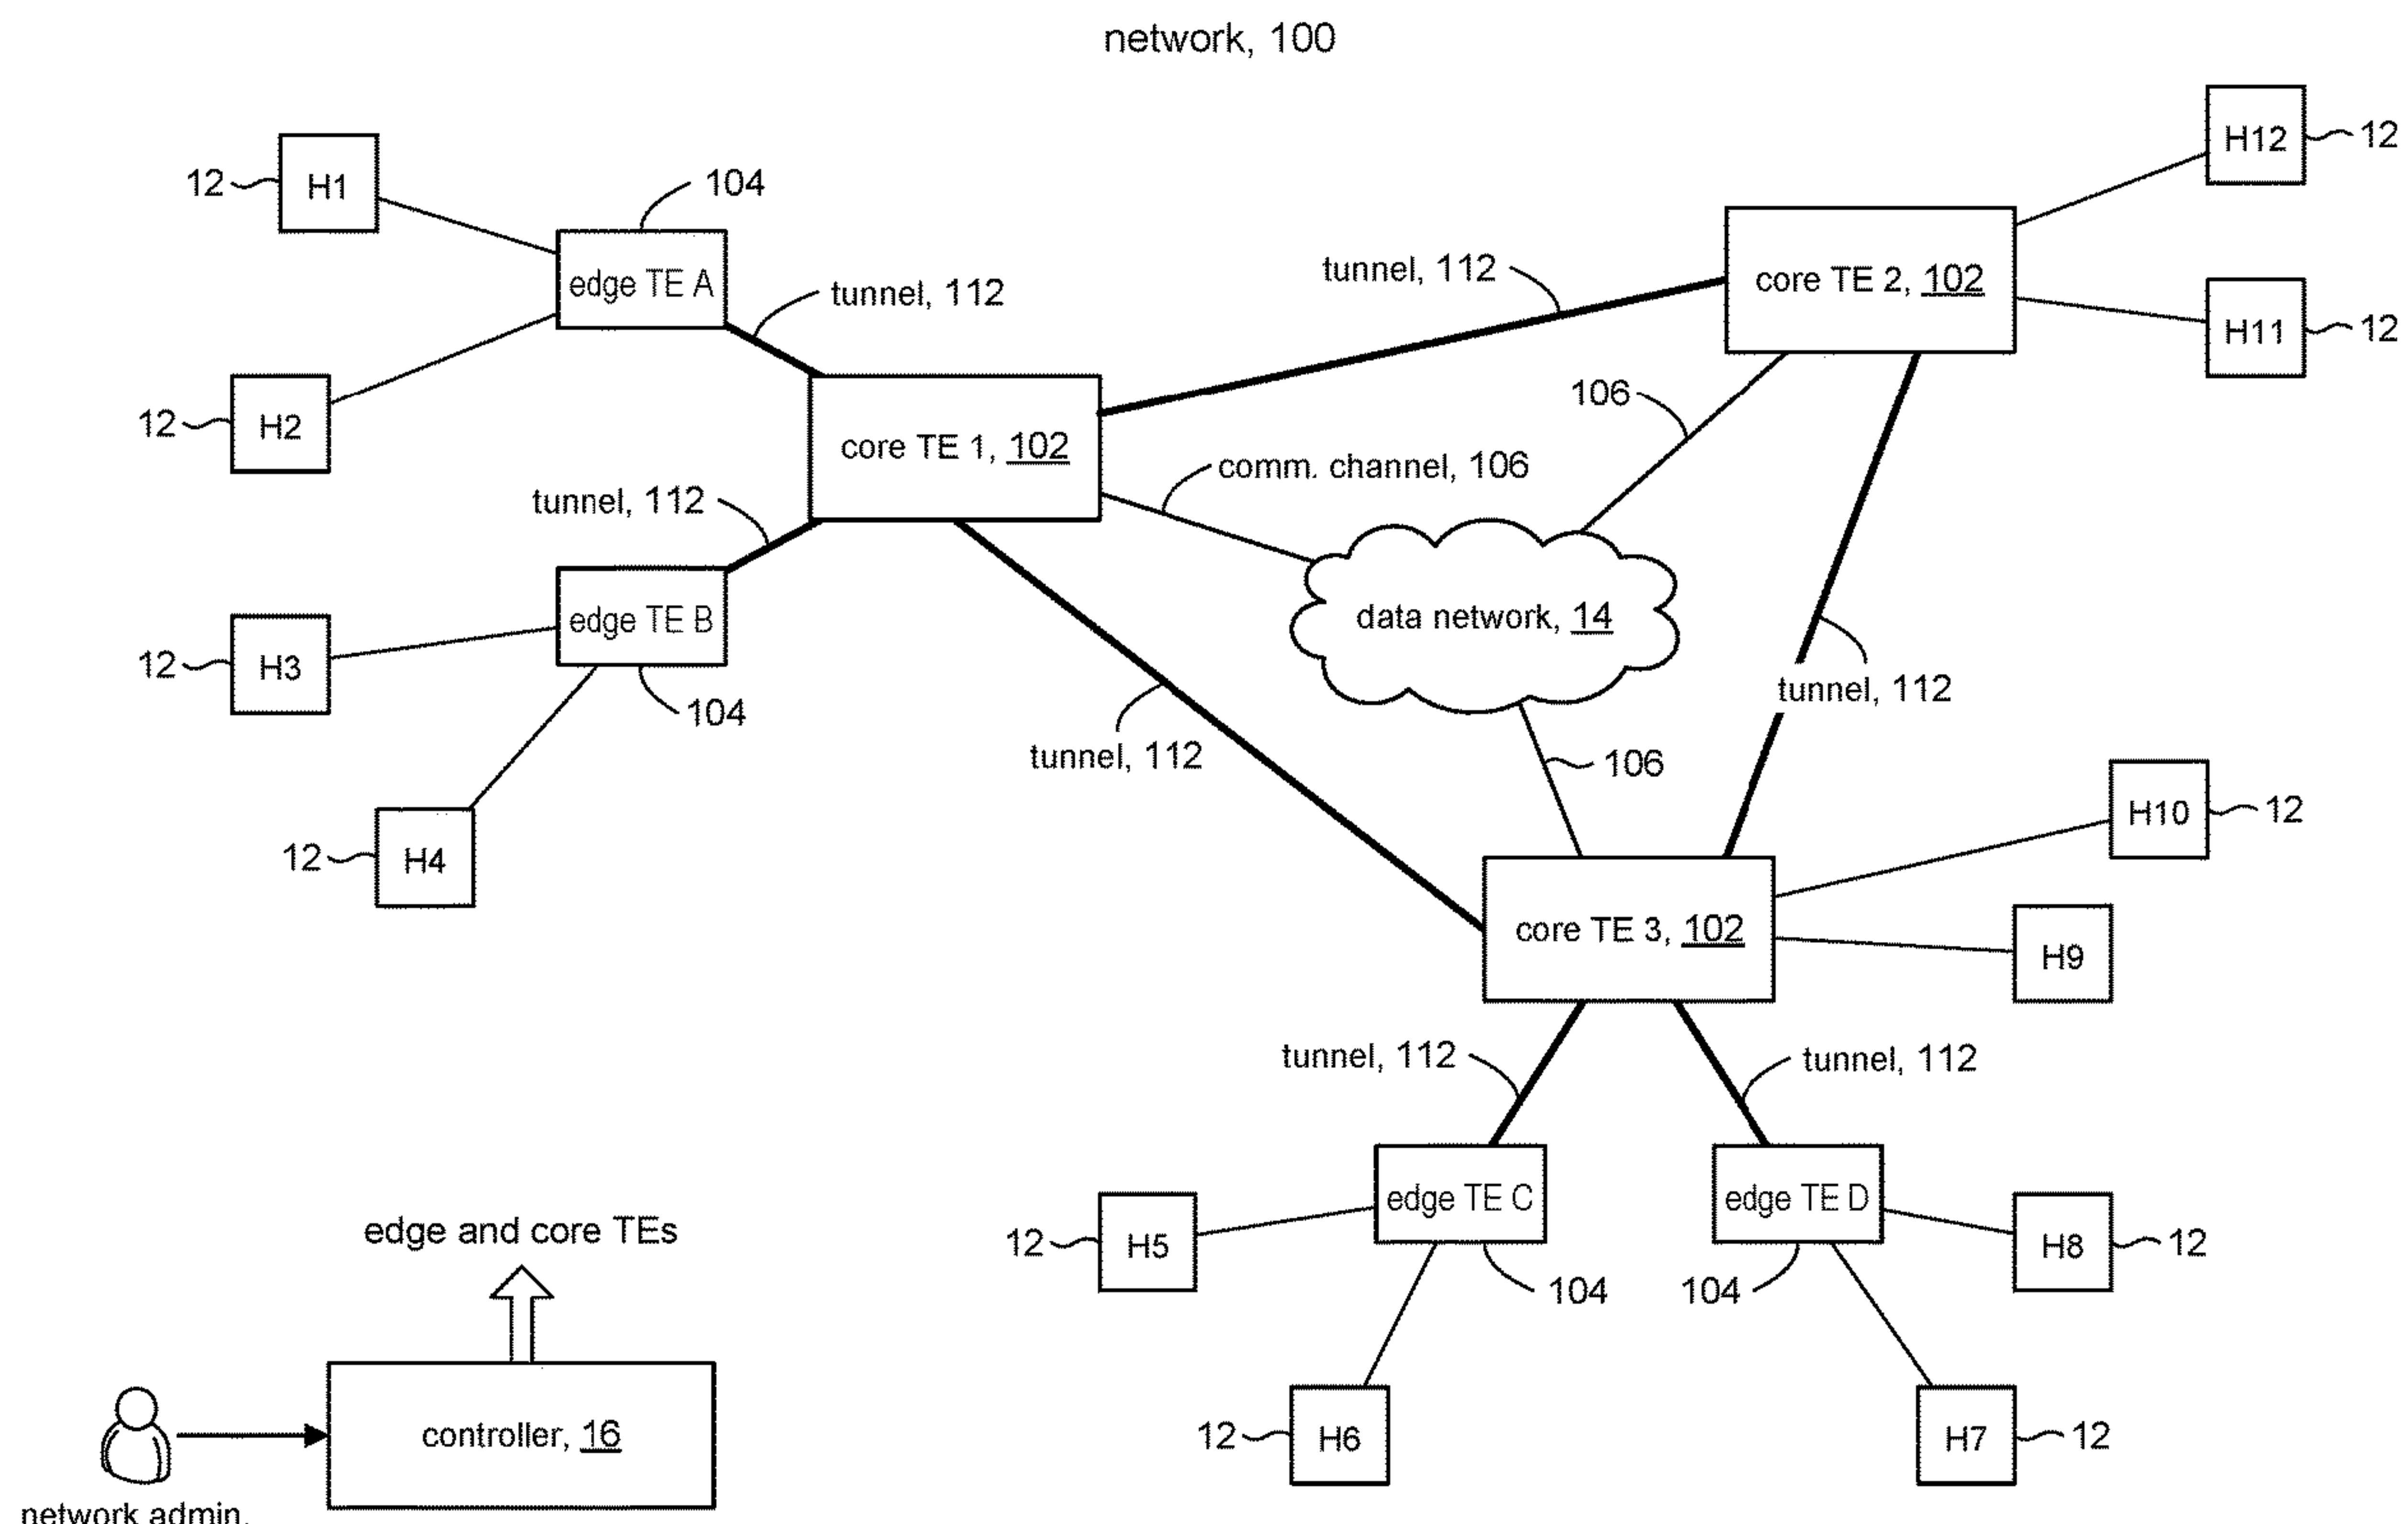 network, 100
H12
12
H1
12
104
edge TE A
tunnel, 112
tunnel, 112
core TE 2, 102
H11
12
H2
12
106
core TE 1, 102
comm. channel, 106
tunnel, 112
edge TE B
data network, 14
H3
12
104
tunnel, 112
tunnel, 112
106
H10
12
H4
12
core TE 3, 102
H9
tunnel, 112
tunnel, 112
edge TE C
edge TE D
edge and core TEs
H5
12
H8
12
104
104
controller, 16
H6
12
H7
12
network admin.